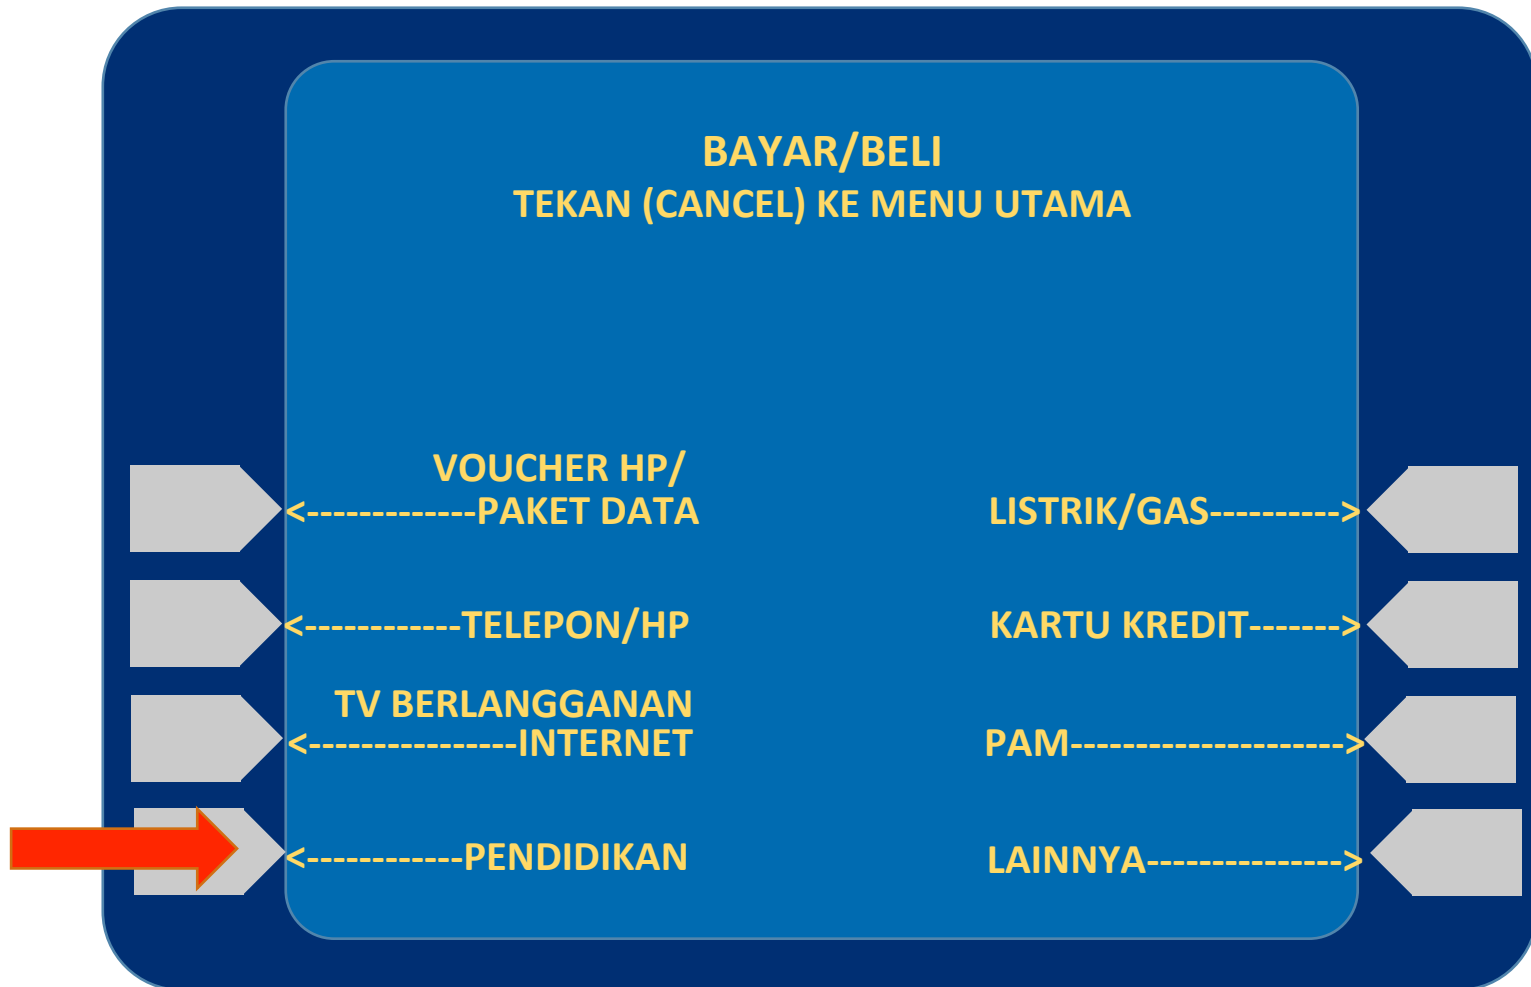 BAYAR/BELI
TEKAN (CANCEL) KE MENU UTAMA
VOUCHER HP/
<-------------PAKET DATA
LISTRIK/GAS---------->
<------------TELEPON/HP
KARTU KREDIT------->
TV BERLANGGANAN
<----------------INTERNET
PAM--------------------->
<------------PENDIDIKAN
LAINNYA--------------->